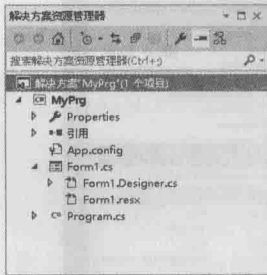 解决方案资源管理器
搜索解决方案资源管理器(Ctrl+;)
解决方案"MyPrg"(1 个项目)
MyPrg
Properties
引用
App.config
Form1.cs
Form1.Designer.cs
Form1.resx
Program.cs